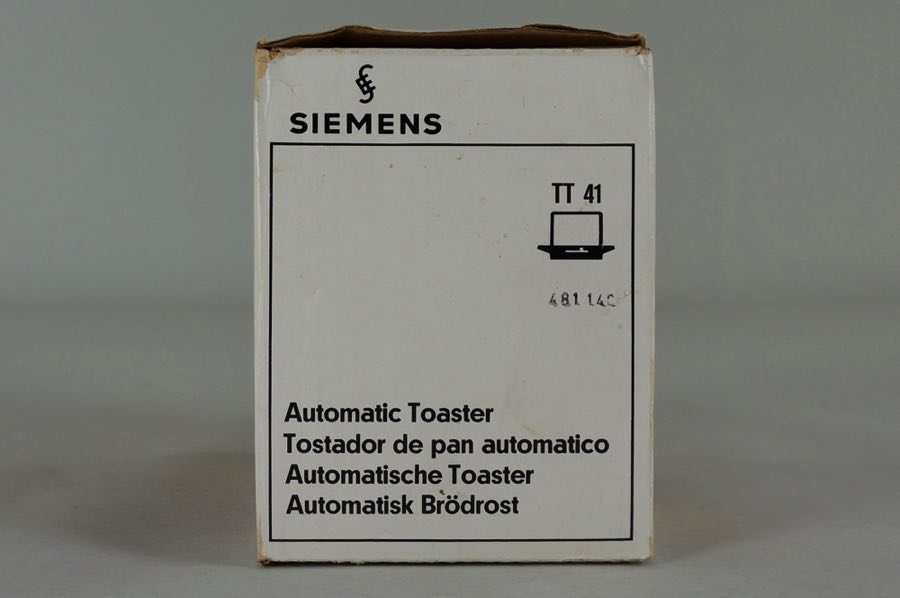 SIEMENS
TT 41
Automatic Toaster
Tostador de pan automatico
Automatische Toaster
Automatisk Brödrost